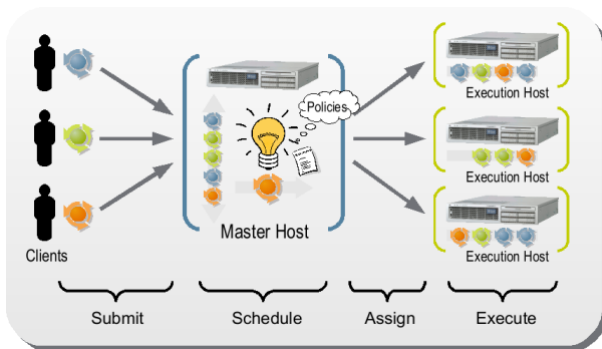 Policies
Execution Host
Execution Host
Master Host
Execution Host
Clients
Submit
Schedule
Assign
Execute